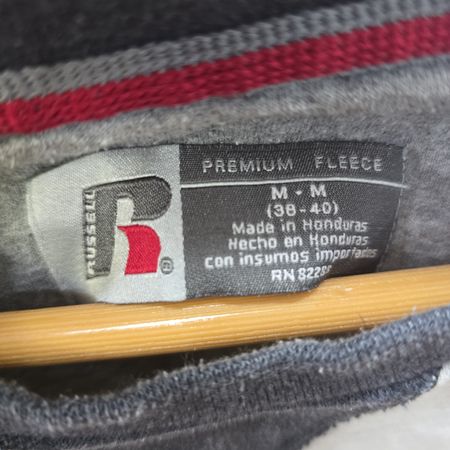 RUSSELL
R
®
PREMIUM FLEECE
M - M
(38-40)
Made in Honduras
Hecho en Honduras
con insumos importados